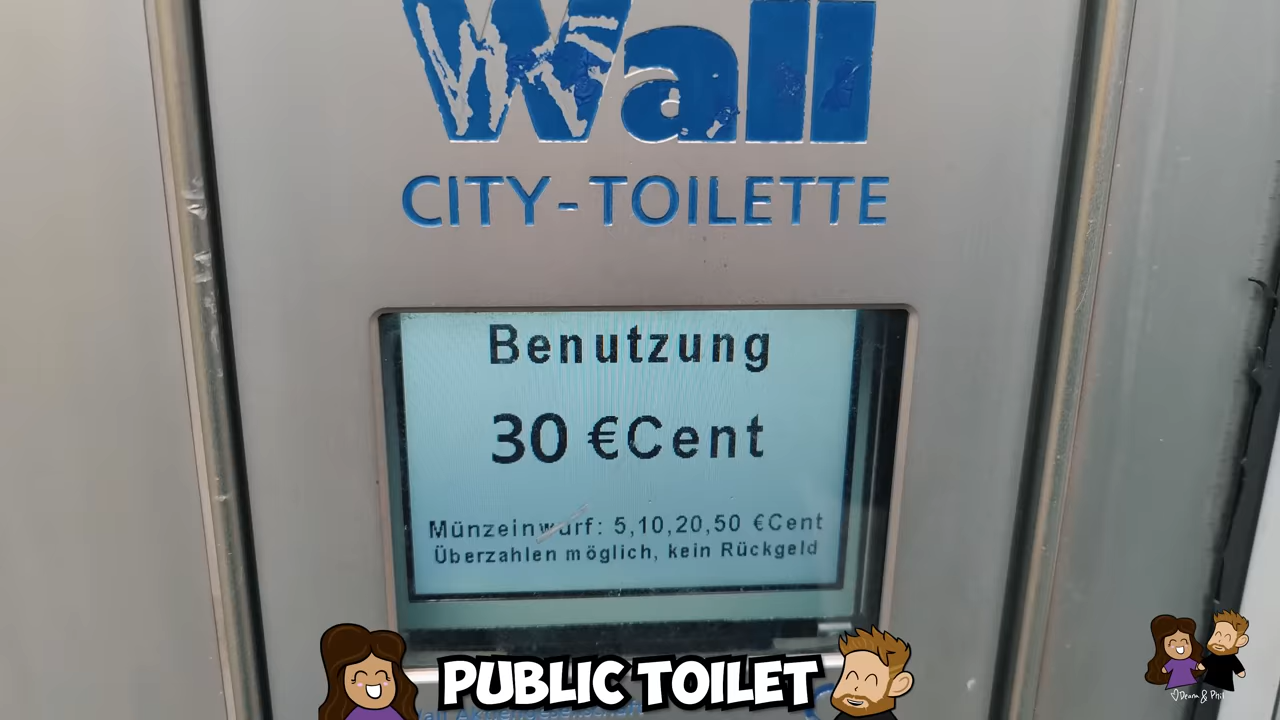 Wall
CITY-TOILETTE
Benutzung
30 €Cent
Münzeinwurf: 5,10,20,50 €Cent
Überzahlen möglich, kein Rückgeld
PUBLIC TOILET